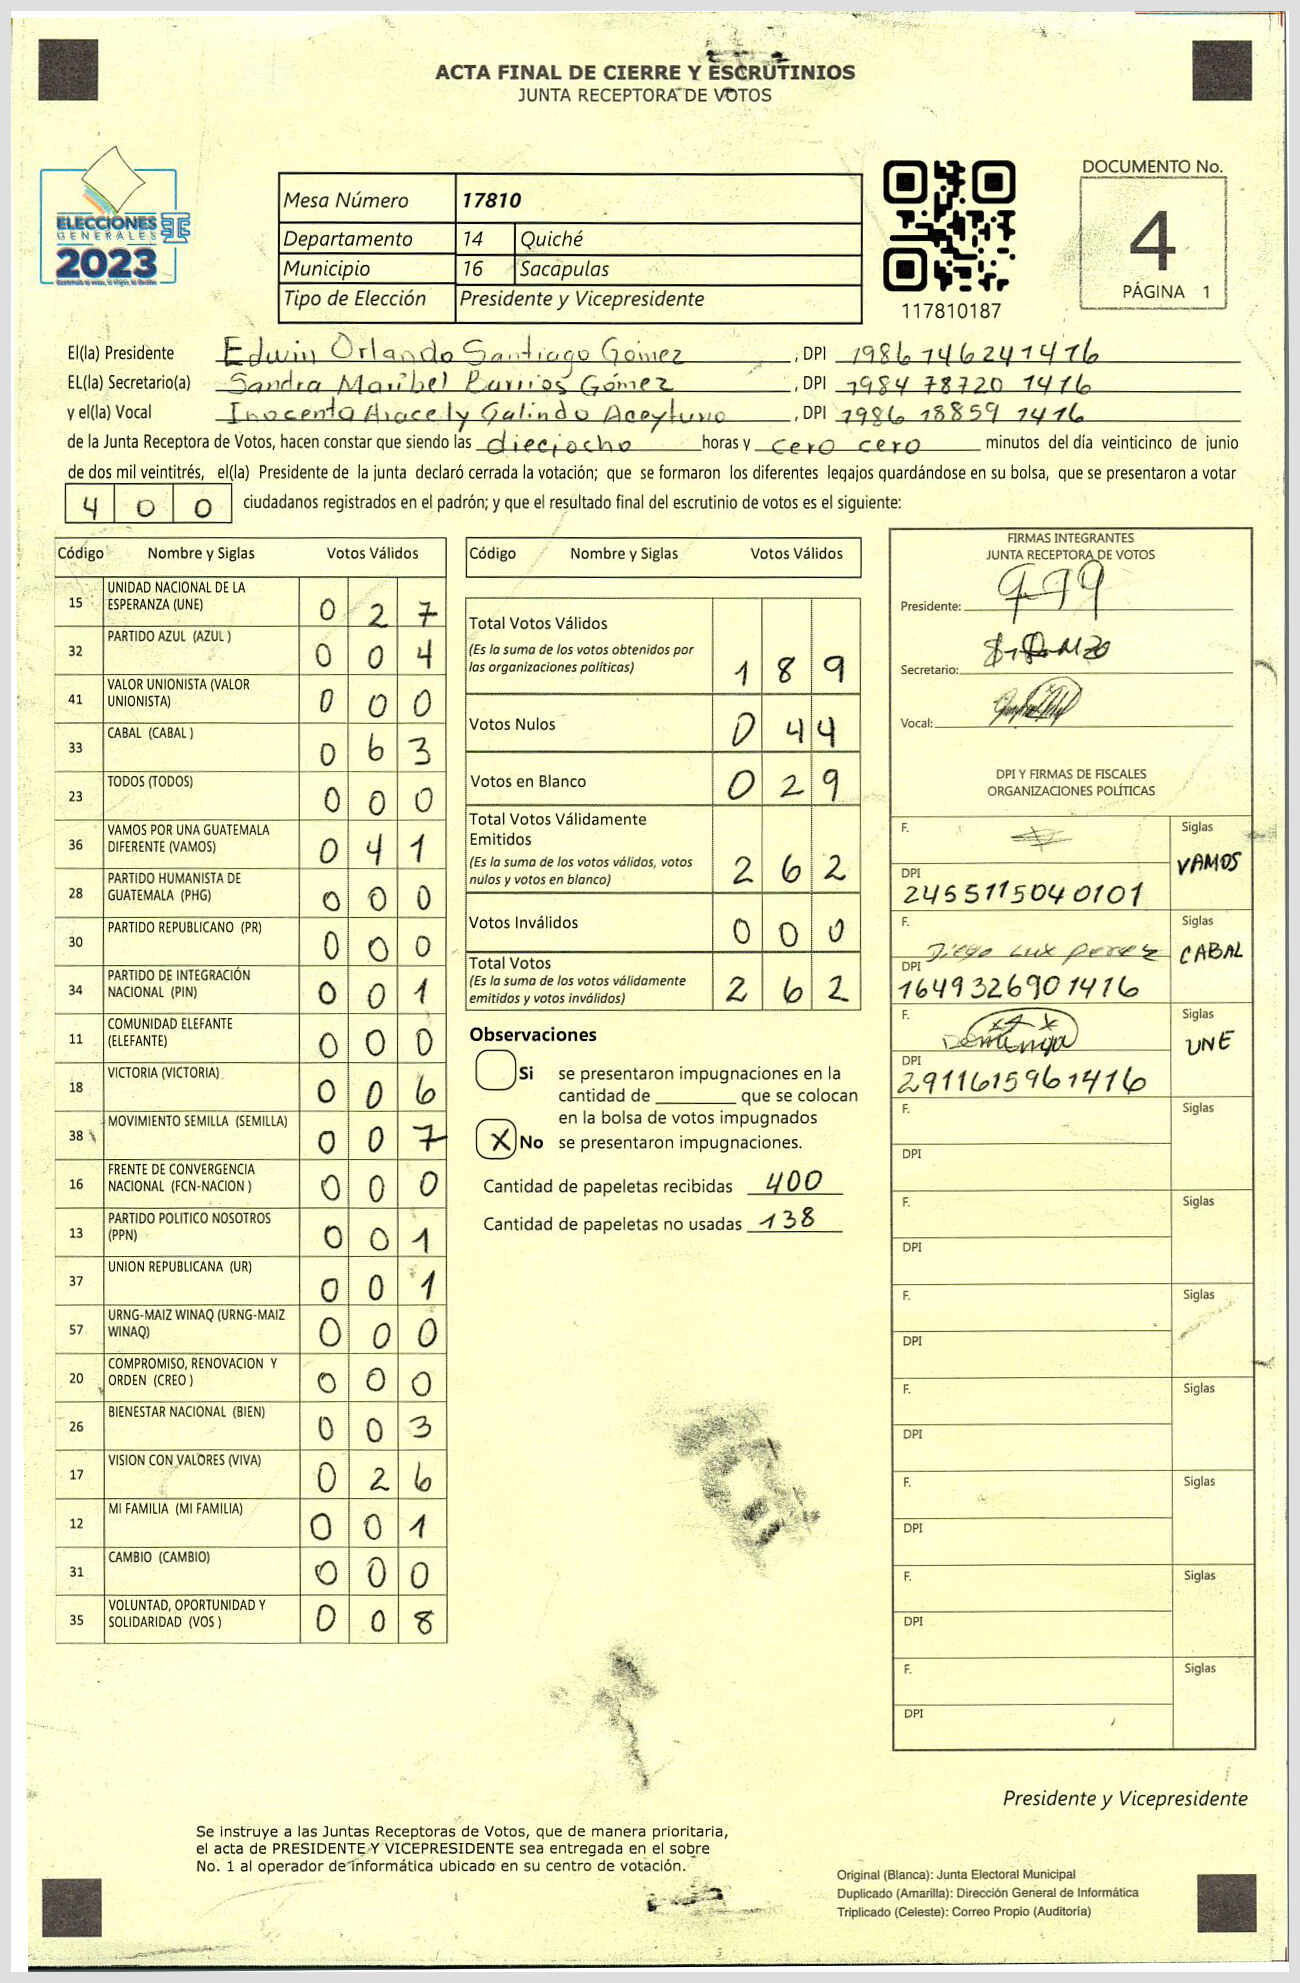 ACTA FINAL DE CIERRE Y ESCRUTINIOS
JUNTA RECEPTORA DE VOTOS
ELECCIONES
GENERALES
2023
Mesa Número 17810
Departamento 14 Quiché
Municipio 16 Sacapulas
Tipo de Elección Presidente y Vicepresidente
117810187
DOCUMENTO No.
4
PÁGINA 1
El(la) Presidente Edwin Orlando Santiago Gómez, DPI 1986146241416
EL(la) Secretario(a) Sandra Maribel Barrios Gómez, DPI 1984 78720 1416
y el(la) Vocal Inocenta Aracely Galindo Aceytuno, DPI 1986 18859 1416
de la Junta Receptora de Votos, hacen constar que siendo las dieciocho horas y cero cero minutos del día veinticinco de junio
de dos mil veintitrés, el(la) Presidente de la junta declaró cerrada la votación; que se formaron los diferentes legajos quardándose en su bolsa, que se presentaron a votar
400 ciudadanos registrados en el padrón; y que el resultado final del escrutinio de votos es el siguiente:
Código Nombre y Siglas Votos Válidos
15 UNIDAD NACIONAL DE LA ESPERANZA (UNE) 0 2 7
32 PARTIDO AZUL (AZUL ) 0 0 4
41 VALOR UNIONISTA (VALOR UNIONISTA) 0 0 0
33 CABAL (CABAL ) 0 6 3
23 TODOS (TODOS) 0 0 0
36 VAMOS POR UNA GUATEMALA DIFERENTE (VAMOS) 0 4 1
28 PARTIDO HUMANISTA DE GUATEMALA (PHG) 0 0 0
30 PARTIDO REPUBLICANO (PR) 0 0 0
34 PARTIDO DE INTEGRACIÓN NACIONAL (PIN) 0 0 1
11 COMUNIDAD ELEFANTE (ELEFANTE) 0 0 0
18 VICTORIA (VICTORIA) 0 0 6
38 MOVIMIENTO SEMILLA (SEMILLA) 0 0 7
16 FRENTE DE CONVERGENCIA NACIONAL (FCN-NACION ) 0 0 0
13 PARTIDO POLITICO NOSOTROS (PPN) 0 0 1
37 UNION REPUBLICANA (UR) 0 0 1
57 URNG-MAIZ WINAQ (URNG-MAIZ WINAQ) 0 0 0
20 COMPROMISO, RENOVACION Y ORDEN (CREO ) 0 0 0
26 BIENESTAR NACIONAL (BIEN) 0 0 3
17 VISION CON VALORES (VIVA) 0 2 6
12 MI FAMILIA (MI FAMILIA) 0 0 1
31 CAMBIO (CAMBIO) 0 0 0
35 VOLUNTAD, OPORTUNIDAD Y SOLIDARIDAD (VOS ) 0 0 8
Código Nombre y Siglas Votos Válidos
Total Votos Válidos 1 8 9
(Es la suma de los votos obtenidos por
las organizaciones políticas)
Votos Nulos 0 4 4
Votos en Blanco 0 2 9
Total Votos Válidamente
Emitidos 2 6 2
(Es la suma de los votos válidos, votos
nulos y votos en blanco)
Votos Inválidos 0 0 0
Total Votos 2 6 2
(Es la suma de los votos válidamente
emitidos y votos inválidos)
Observaciones
Si se presentaron impugnaciones en la
cantidad de ________ que se colocan
en la bolsa de votos impugnados
X No se presentaron impugnaciones.
Cantidad de papeletas recibidas 400
Cantidad de papeletas no usadas 138
FIRMAS INTEGRANTES
JUNTA RECEPTORA DE VOTOS
Presidente:
Secretario:
Vocal:
DPI Y FIRMAS DE FISCALES
ORGANIZACIONES POLÍTICAS
F. Siglas VAMOS
DPI 2455115040101
F. Diego Lux Siglas CABAL
DPI 1649326901416
F. Dominga Siglas UNE
DPI 2911615961416
F. Siglas
DPI
F. Siglas
DPI
F. Siglas
DPI
F. Siglas
DPI
F. Siglas
DPI
F. Siglas
DPI
F. Siglas
DPI
Presidente y Vicepresidente
Se instruye a las Juntas Receptoras de Votos, que de manera prioritaria,
el acta de PRESIDENTE Y VICEPRESIDENTE sea entregada en el sobre
No. 1 al operador de informática ubicado en su centro de votación.
Original (Blanca): Junta Electoral Municipal
Duplicado (Amarilla): Dirección General de Informática
Triplicado (Celeste): Correo Propio (Auditoría)